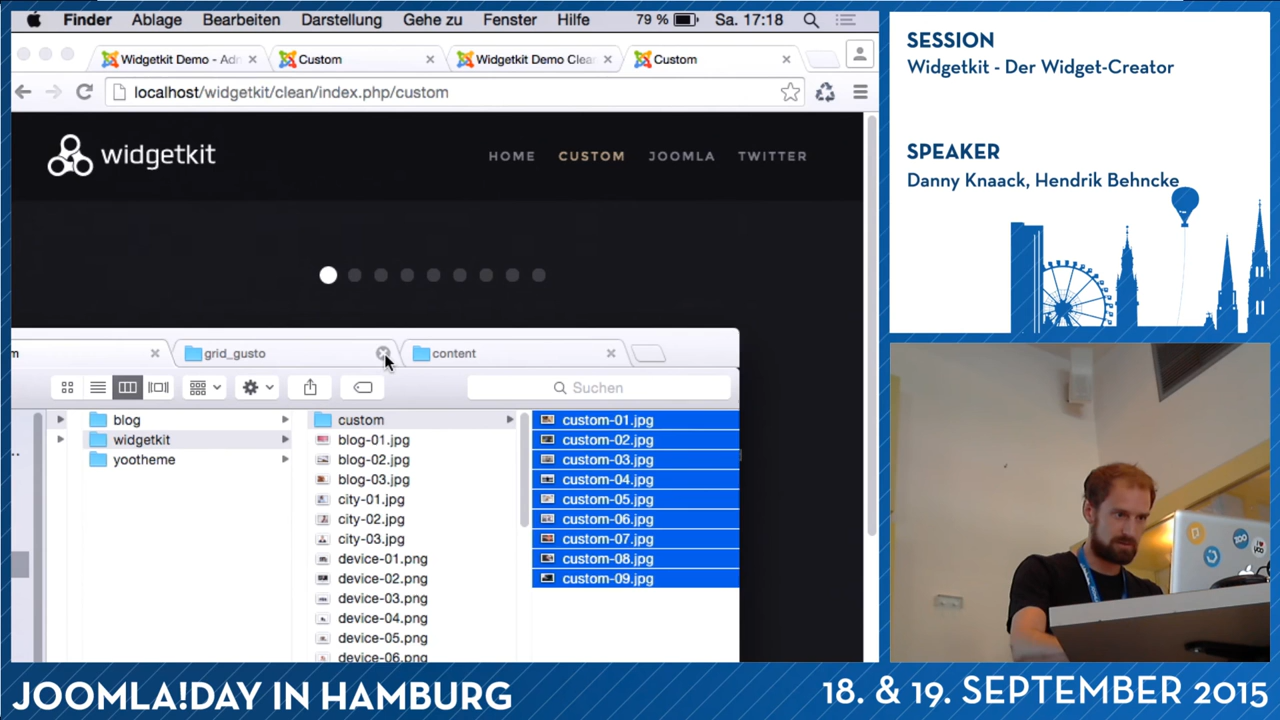 Finder Ablage Bearbeiten Darstellung Gehe zu Fenster Hilfe 79 % Sa. 17:18
Widgetkit Demo - Adm Custom Widgetkit Demo Clea Custom
localhost/widgetkit/clean/index.php/custom
widgetkit HOME CUSTOM JOOMLA TWITTER
grid_gusto content
Suchen
blog
widgetkit
yootheme
custom
blog-01.jpg
blog-02.jpg
blog-03.jpg
city-01.jpg
city-02.jpg
city-03.jpg
device-01.png
device-02.png
device-03.png
device-04.png
device-05.png
device-06.png
custom-01.jpg
custom-02.jpg
custom-03.jpg
custom-04.jpg
custom-05.jpg
custom-06.jpg
custom-07.jpg
custom-08.jpg
custom-09.jpg
SESSION
Widgetkit - Der Widget-Creator
SPEAKER
Danny Knaack, Hendrik Behncke
ZOO
JOOMLA!DAY IN HAMBURG
18. & 19. SEPTEMBER 2015